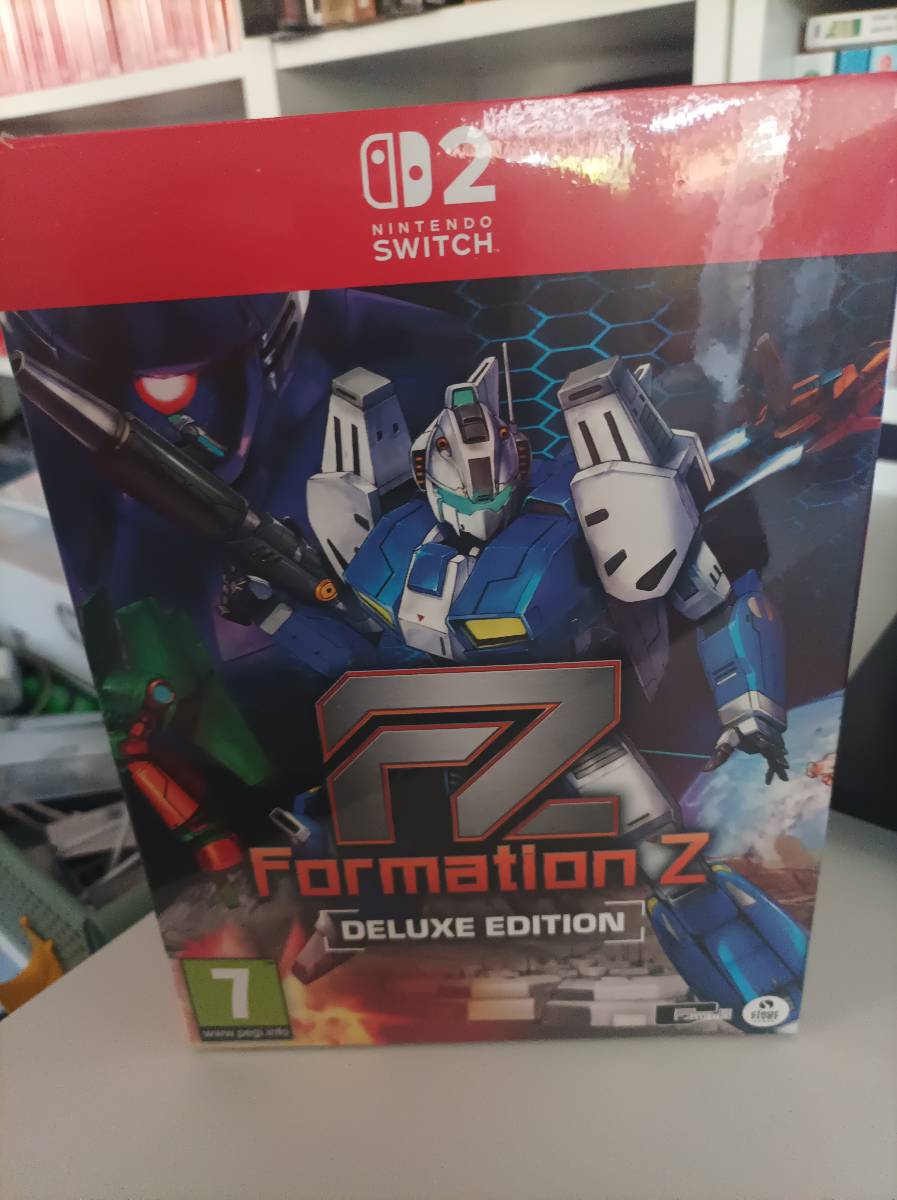 2
NINTENDO
SWITCH
Formation Z
DELUXE EDITION
7
www.pegi.info